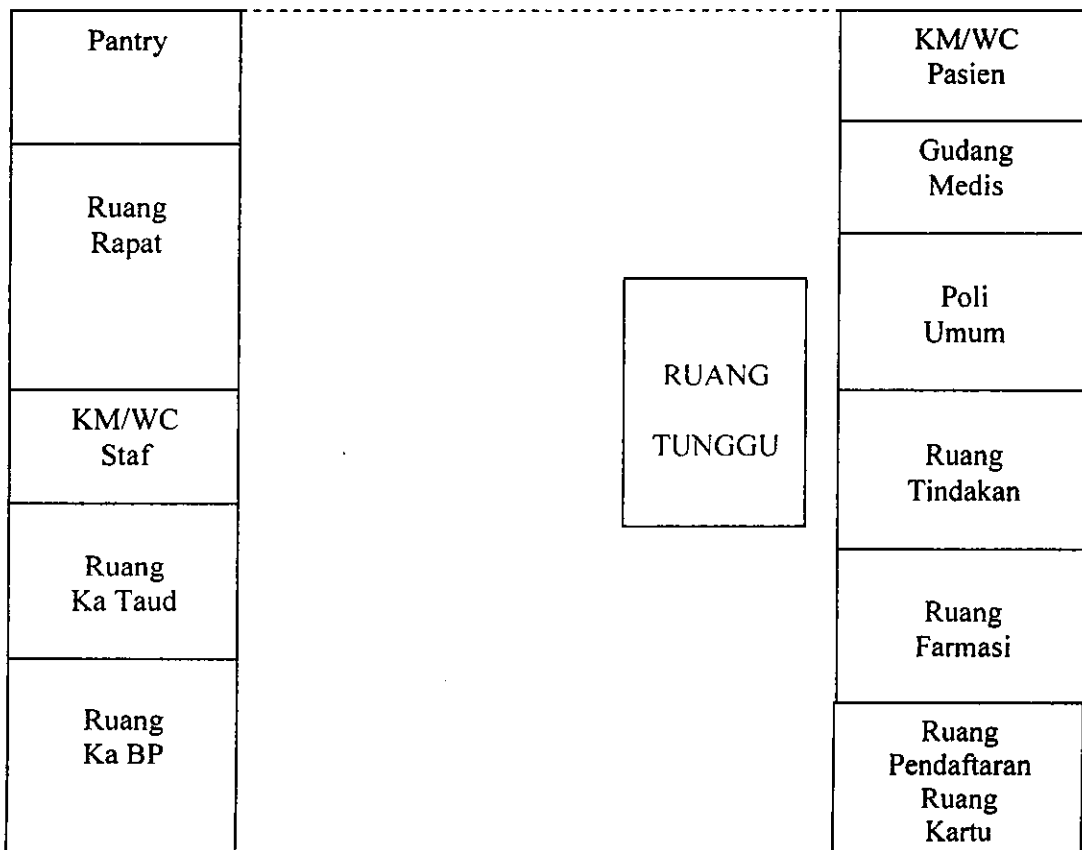 Pantry
Ruang
Rapat
KM/WC
Staf
Ruang
Ka Taud
Ruang
Ka BP
RUANG
TUNGGU
KM/WC
Pasien
Gudang
Medis
Poli
Umum
Ruang
Tindakan
Ruang
Farmasi
Ruang
Pendaftaran
Ruang
Kartu